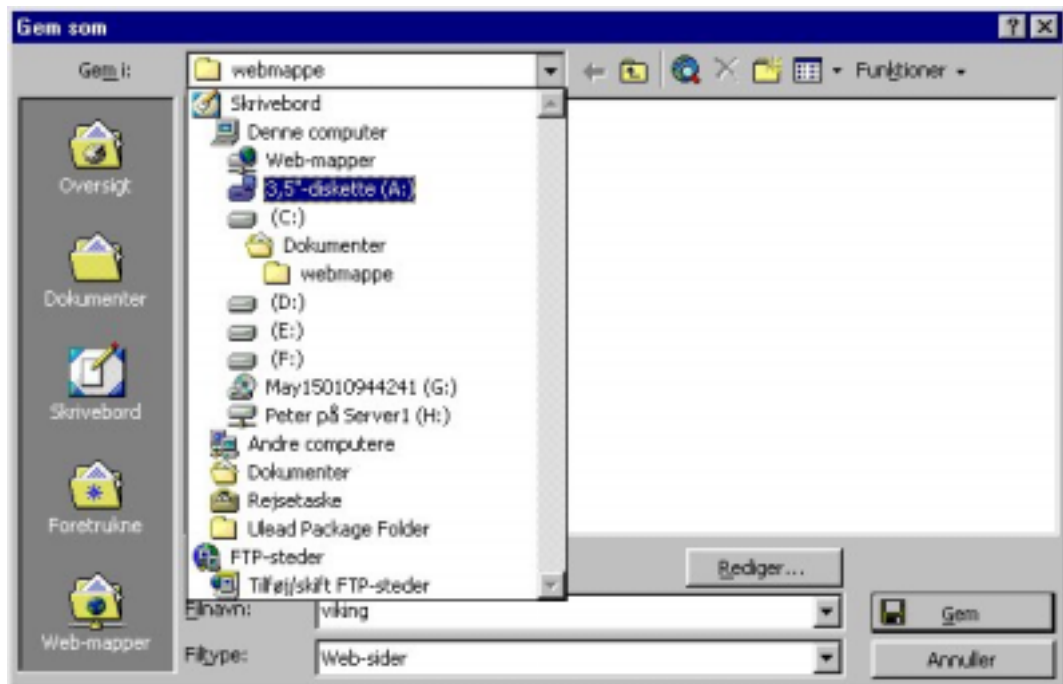 Gem som
Gem i:
webmappe
Funktioner
Skrivebord
Denne computer
Web-mapper
3,5"-diskette (A:)
(C:)
Dokumenter
webmappe
(D:)
(E:)
(F:)
May15010944241 (G:)
Peter på Server1 (H:)
Andre computere
Dokumenter
Rejsetaske
Ulead Package Folder
FTP-steder
Tilføj/skift FTP-steder
Oversigt
Dokumenter
Skrivebord
Foretrukne
Web-mapper
Rediger...
Filnavn:
viking
Gem
Filtype:
Web-sider
Annuller